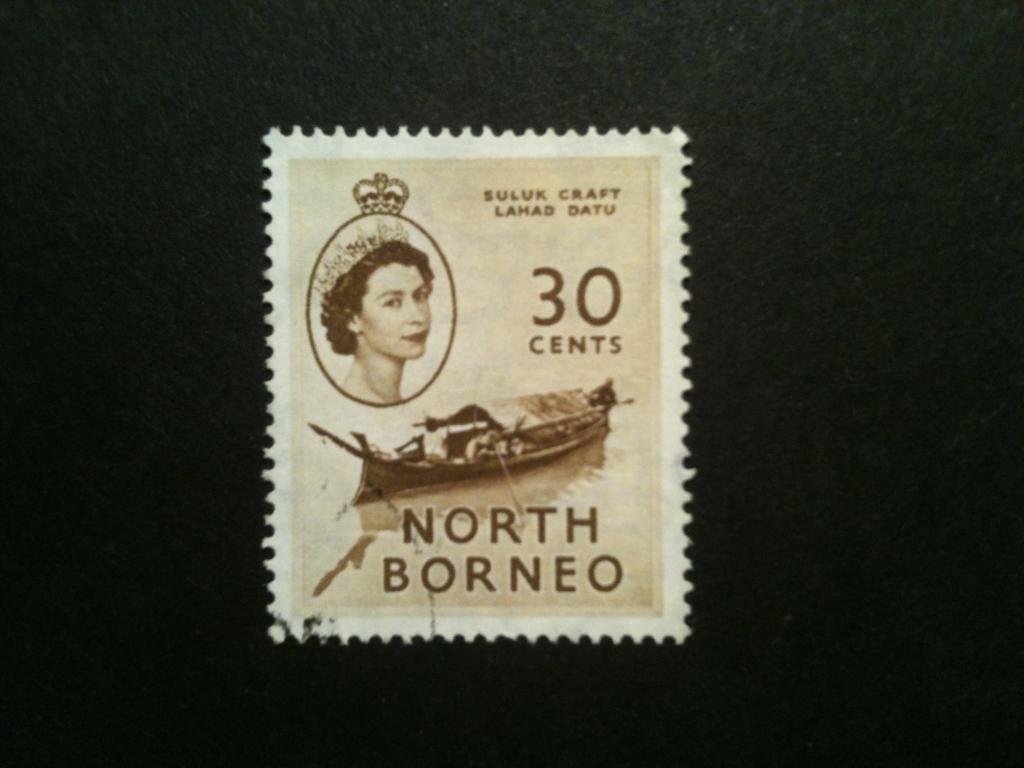 SULUK CRAFT
LAHAD DATU
30
CENTS
NORTH
BORNEO